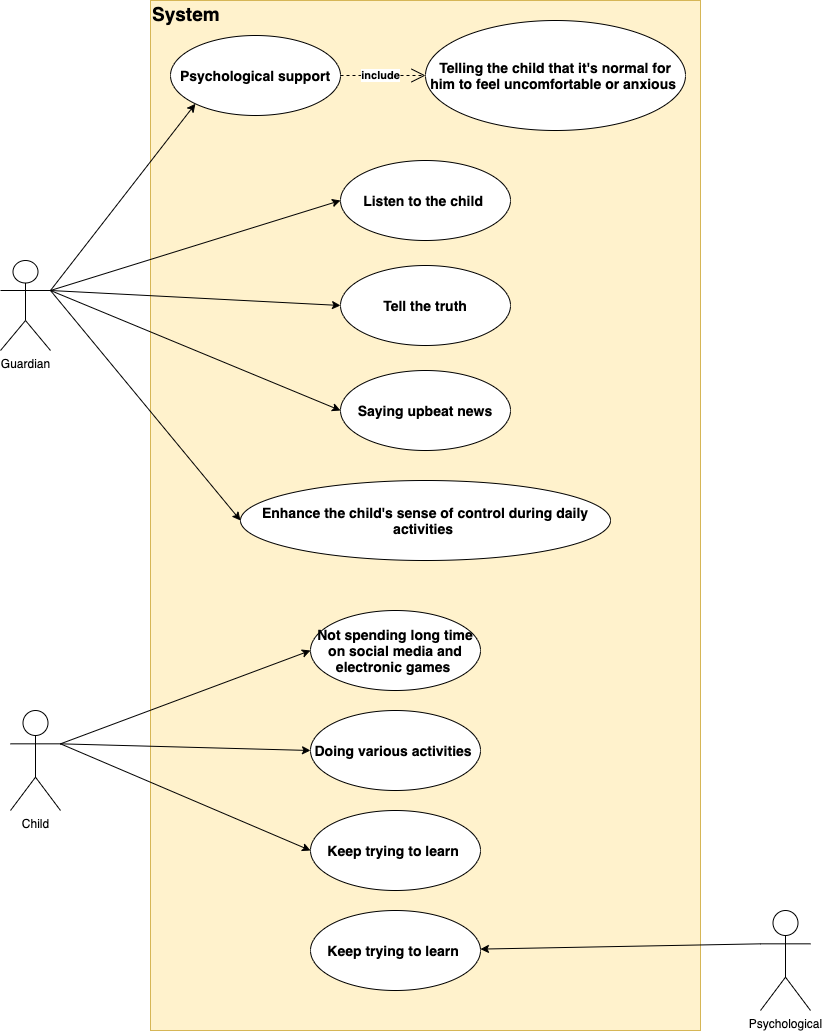 System
Psychological support
include
Telling the child that it's normal for
him to feel uncomfortable or anxious
Listen to the child
Tell the truth
Guardian
Saying upbeat news
Enhance the child's sense of control during daily
activities
Not spending long time
on social media and
electronic games
Doing various activities
Child
Keep trying to learn
Keep trying to learn
Psychological